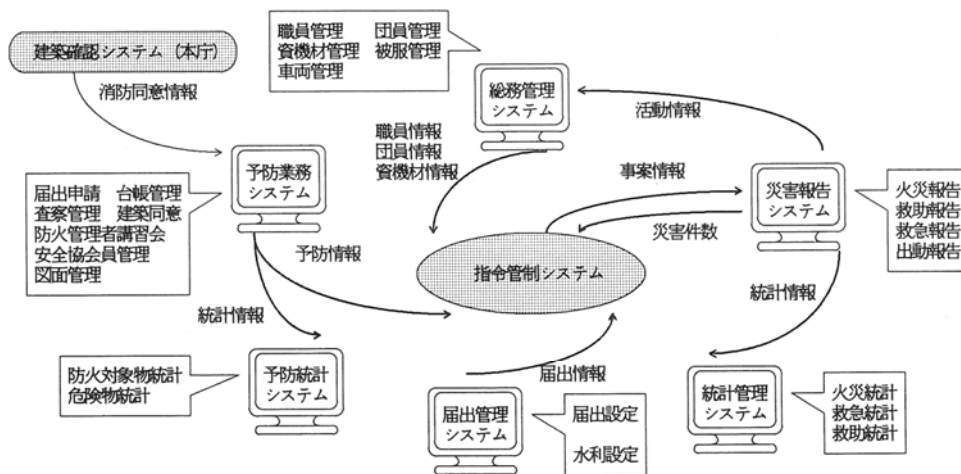 建築確認システム（本庁）
消防同意情報
職員管理 団員管理
資機材管理 被服管理
車両管理
総務管理
システム
活動情報
職員情報
団員情報
資機材情報
予防業務
システム
届出申請 台帳管理
査察管理 建築同意
防火管理者講習会
安全協会員管理
図面管理
事案情報
災害報告
システム
火災報告
救助報告
救急報告
出動報告
災害件数
予防情報
指令管制システム
統計情報
統計情報
防火対象物統計
危険物統計
予防統計
システム
届出情報
届出管理
システム
届出設定
水利設定
統計管理
システム
火災統計
救急統計
救助統計